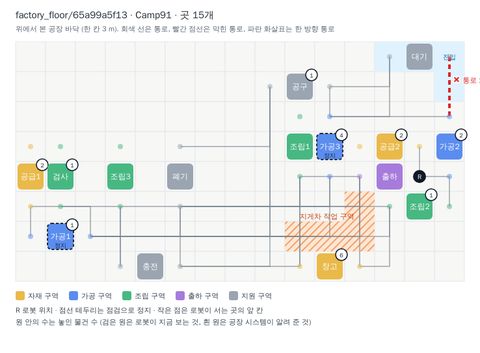 factory_floor/65a99a5f13 · Camp91 · 곳 15개
위에서 본 공장 바닥 (한 칸 3 m). 회색 선은 통로, 빨간 점선은 막힌 통로, 파란 화살표는 한 방향 통로
대기
공구 1
✖ 통로
조립1
가공3 4
공급2 2
가공2 2
공급1 2
검사 1
조립3
폐기
출하
R
조립2 1
지게차 작업 구역
가공1 1
충전
창고 6
자재 구역
가공 구역
조립 구역
출하 구역
지원 구역
R 로봇 위치 · 점선 테두리는 점검으로 정지 · 작은 점은 로봇이 서는 곳의 앞 칸
원 안의 수는 놓인 물건 수 (검은 원은 로봇이 지금 보는 것, 흰 원은 공장 시스템이 알려 준 것)